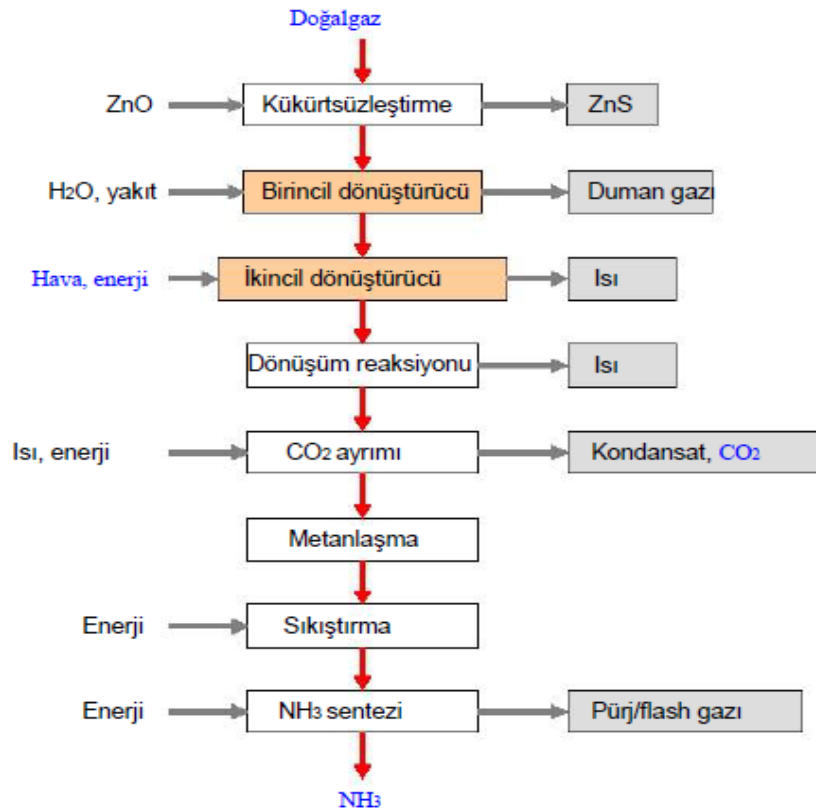 Doğalgaz
ZnO Kükürtsüzleştirme ZnS
H2O, yakıt Birincil dönüştürücü Duman gazı
Hava, enerji İkincil dönüştürücü Isı
Dönüşüm reaksiyonu Isı
Isı, enerji CO2 ayrımı Kondansat, CO2
Metanlaşma
Enerji Sıkıştırma
Enerji NH3 sentezi Pürj/flash gazı
NH3